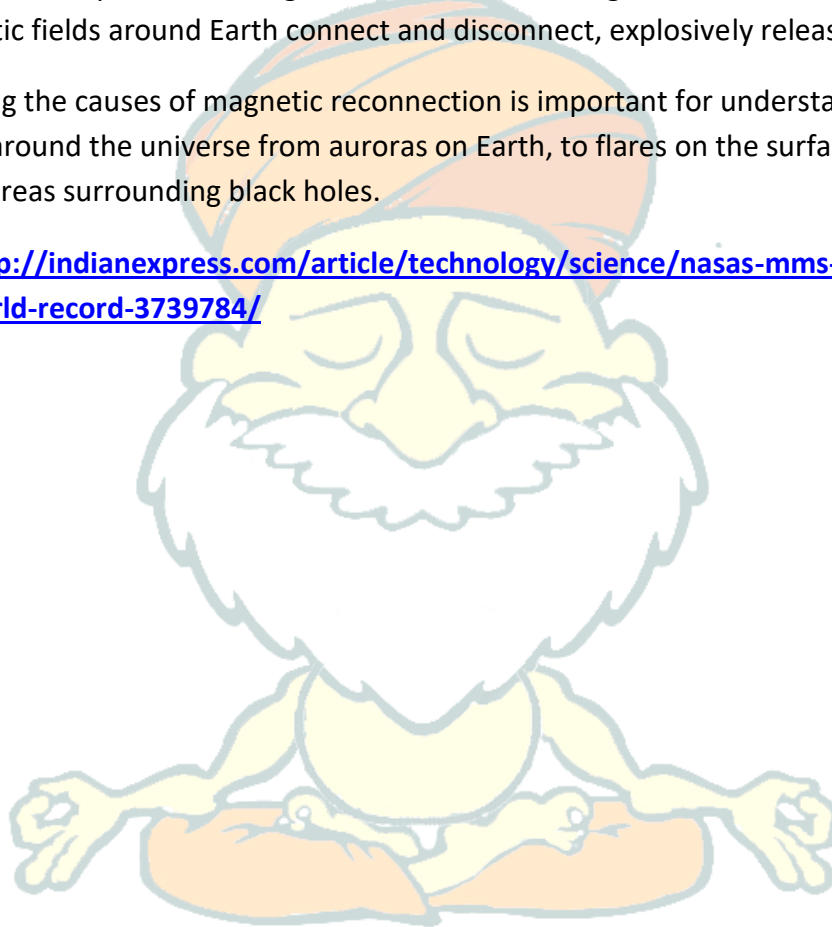 tic fields around Earth connect and disconnect, explosively releas
g the causes of magnetic reconnection is important for understa
around the universe from auroras on Earth, to flares on the surfa
reas surrounding black holes.
p://indianexpress.com/article/technology/science/nasas-mms-
rld-record-3739784/